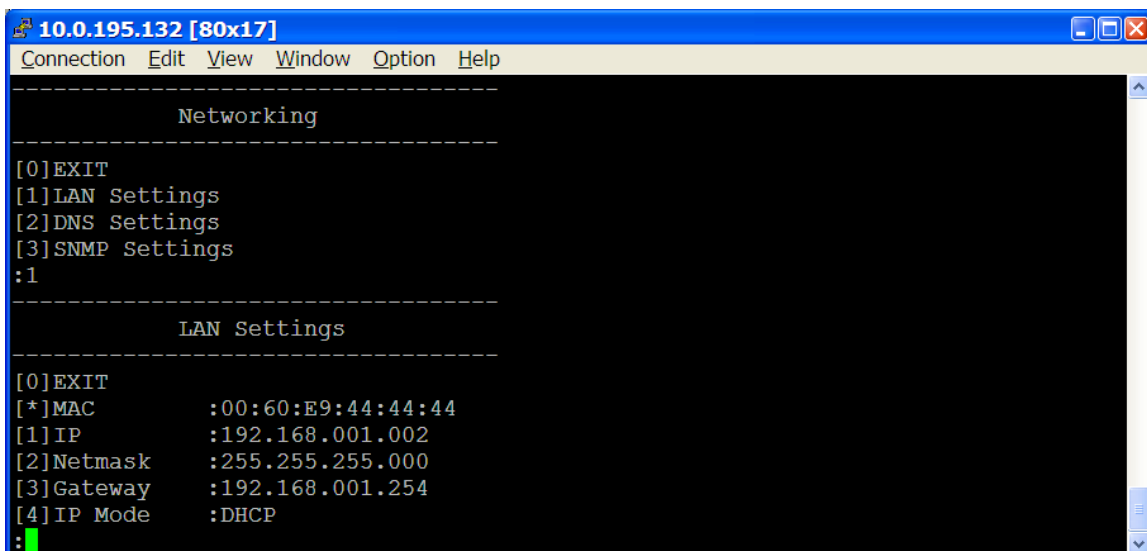 10.0.195.132 [80x17]
Connection Edit View Window Option Help
-----------------------------------
Networking
-----------------------------------
[0]EXIT
[1]LAN Settings
[2]DNS Settings
[3]SNMP Settings
:1
-----------------------------------
LAN Settings
-----------------------------------
[0]EXIT
[*]MAC :00:60:E9:44:44:44
[1]IP :192.168.001.002
[2]Netmask :255.255.255.000
[3]Gateway :192.168.001.254
[4]IP Mode :DHCP
: